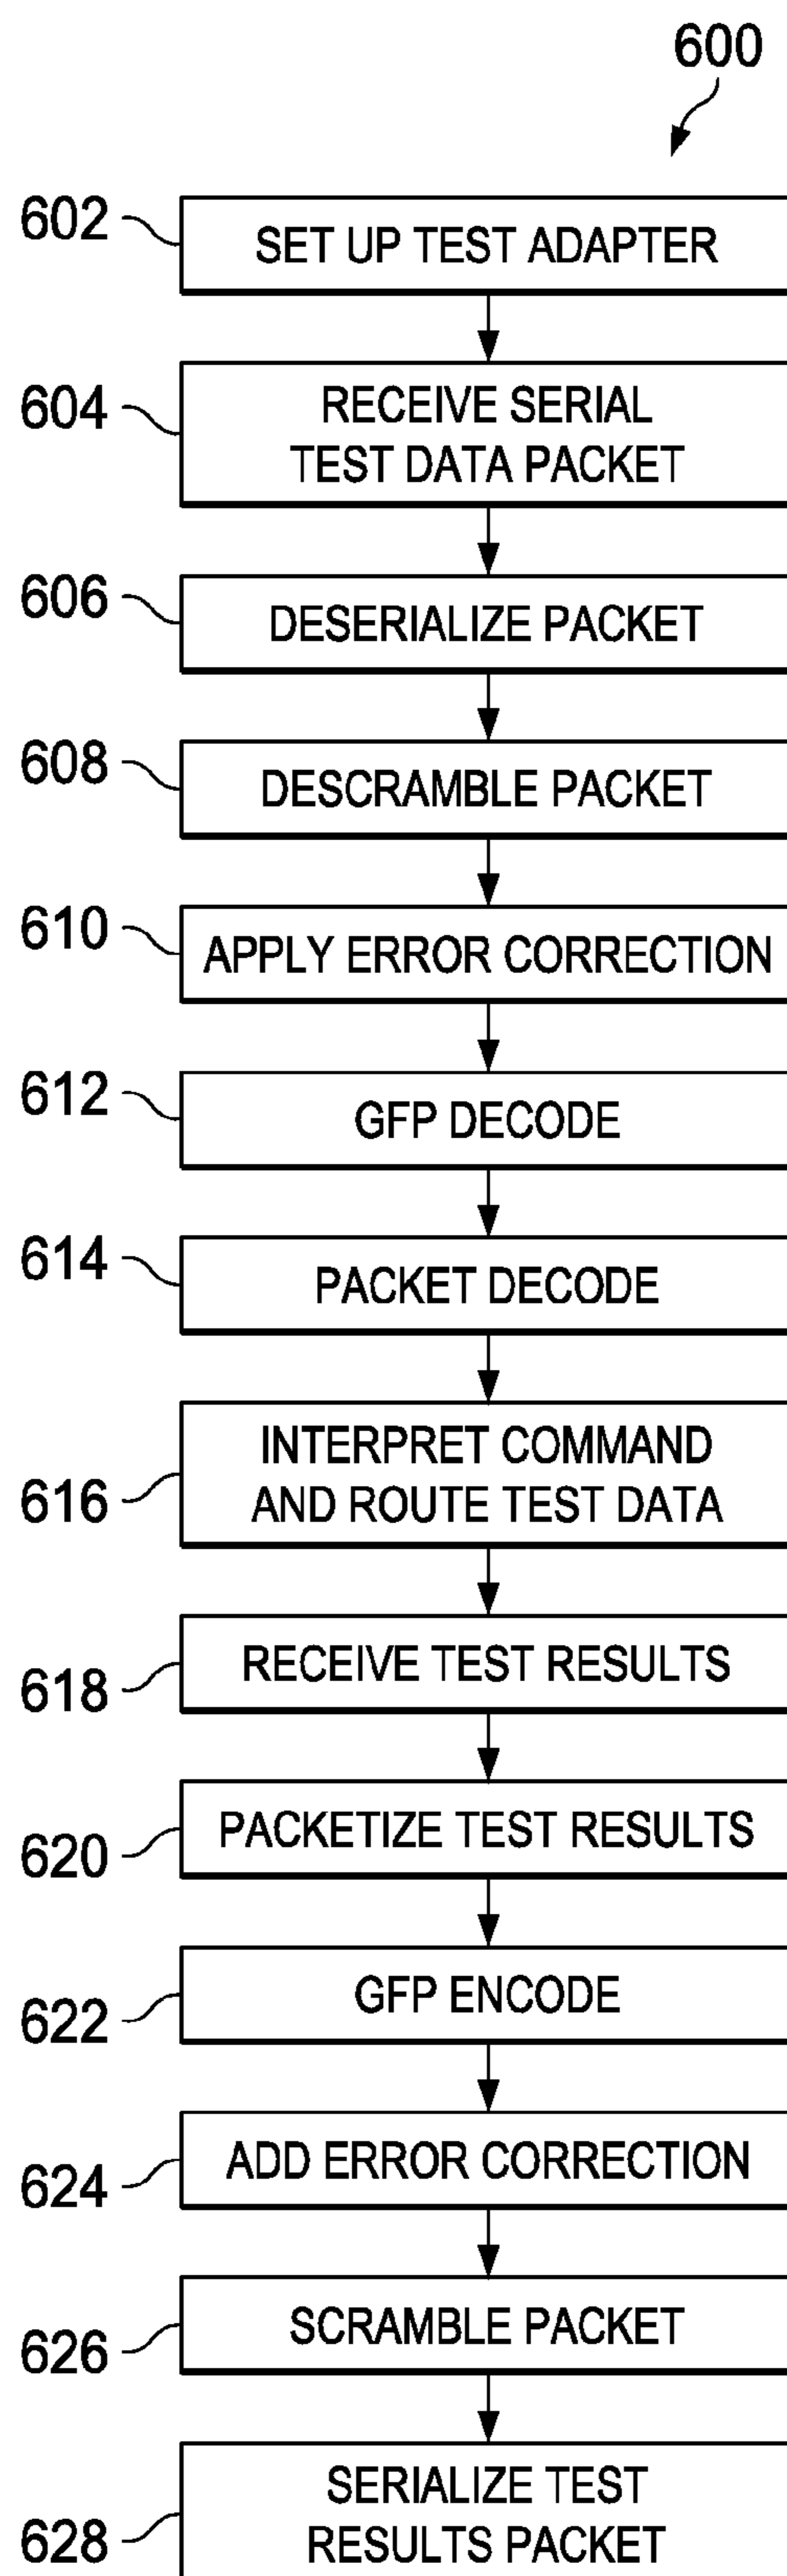 600
602
SET UP TEST ADAPTER
604
RECEIVE SERIAL
TEST DATA PACKET
606
DESERIALIZE PACKET
608
DESCRAMBLE PACKET
610
APPLY ERROR CORRECTION
612
GFP DECODE
614
PACKET DECODE
616
INTERPRET COMMAND
AND ROUTE TEST DATA
618
RECEIVE TEST RESULTS
620
PACKETIZE TEST RESULTS
622
GFP ENCODE
624
ADD ERROR CORRECTION
626
SCRAMBLE PACKET
628
SERIALIZE TEST
RESULTS PACKET